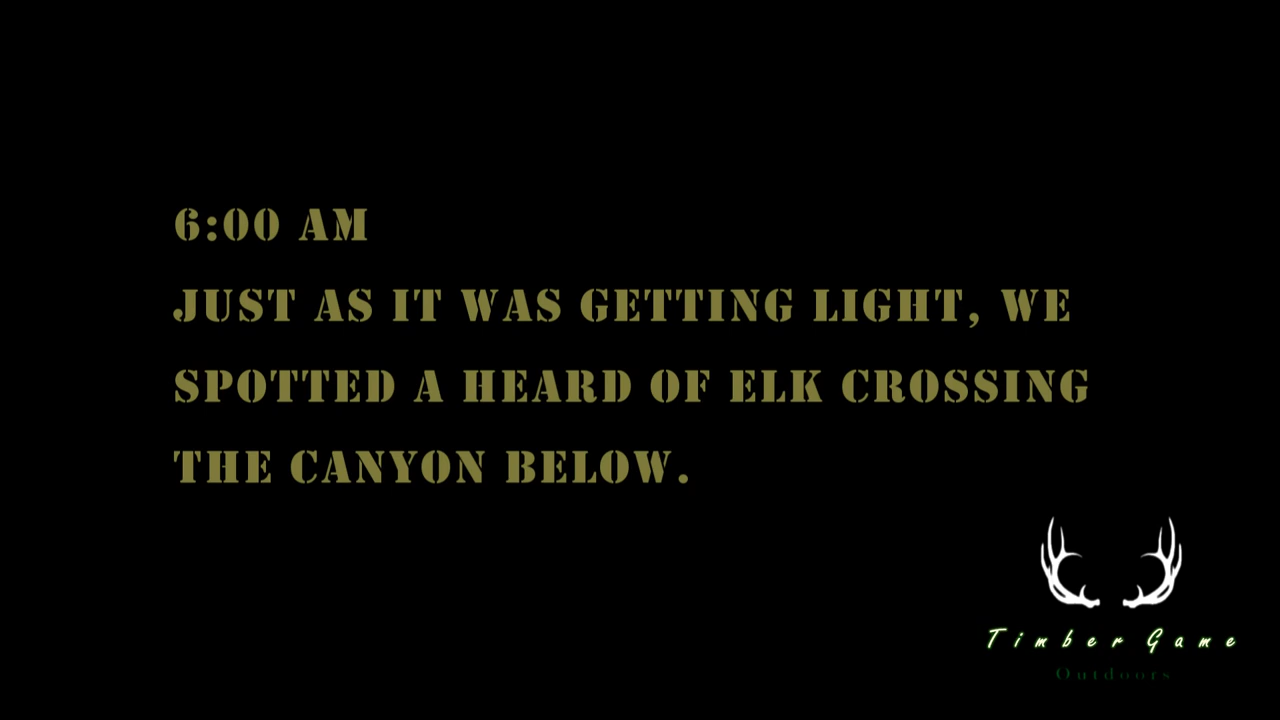 6:00 AM
JUST AS IT WAS GETTING LIGHT, WE
SPOTTED A HEARD OF ELK CROSSING
THE CANYON BELOW.
Timber Game
Outdoors